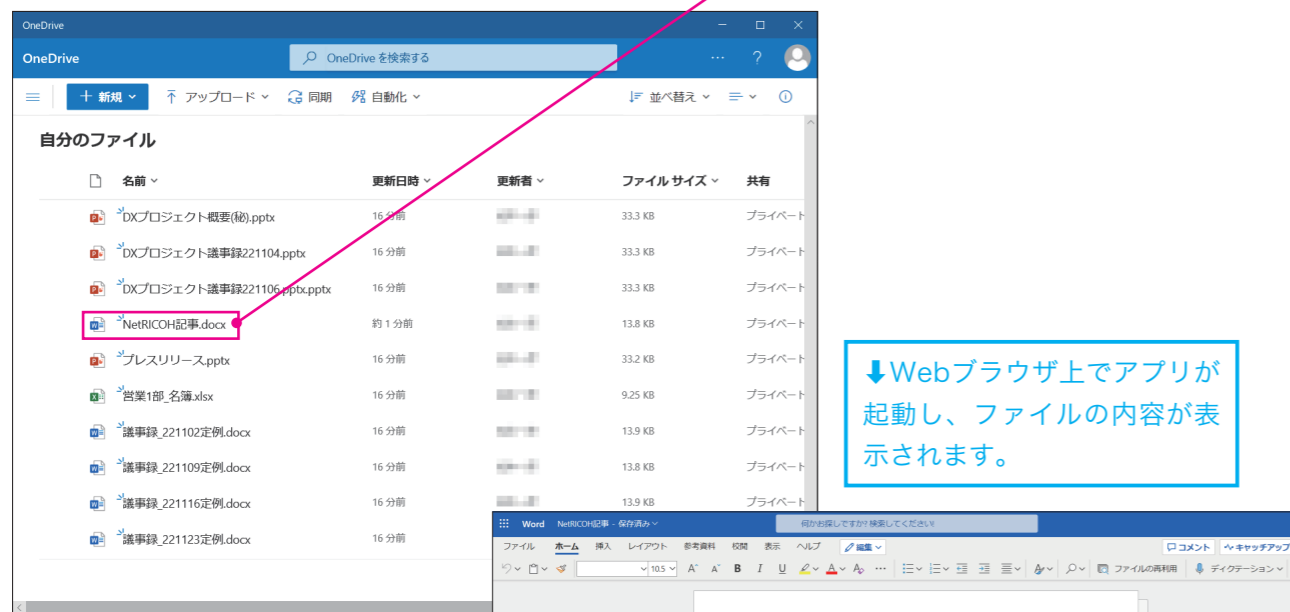 OneDrive
OneDrive OneDrive を検索する ... ?
+ 新規 アップロード 同期 自動化 並べ替え
自分のファイル
名前 更新日時 更新者 ファイル サイズ 共有
DXプロジェクト概要(秘).pptx 16 分前 33.3 KB プライベート
DXプロジェクト議事録221104.pptx 16 分前 33.3 KB プライベート
DXプロジェクト議事録221106.pptx.pptx 16 分前 33.3 KB プライベート
NetRICOH記事.docx 約 1 分前 13.8 KB プライベート
プレスリリース.pptx 16 分前 33.2 KB プライベート
営業1部_名簿.xlsx 16 分前 9.25 KB プライベート
議事録_221102定例.docx 16 分前 13.9 KB プライベート
議事録_221109定例.docx 16 分前 13.8 KB プライベート
議事録_221116定例.docx 16 分前 13.9 KB プライベート
議事録_221123定例.docx 16 分前
⬇Webブラウザ上でアプリが
起動し、ファイルの内容が表
示されます。
Word NetRICOH記事 - 保存済み 何かお探しですか? 検索してください
ファイル ホーム 挿入 レイアウト 参考資料 校閲 表示 ヘルプ 編集 コメント キャッチアップ
10.5 A A B I U A A ... ファイルの再利用 ディクテーション